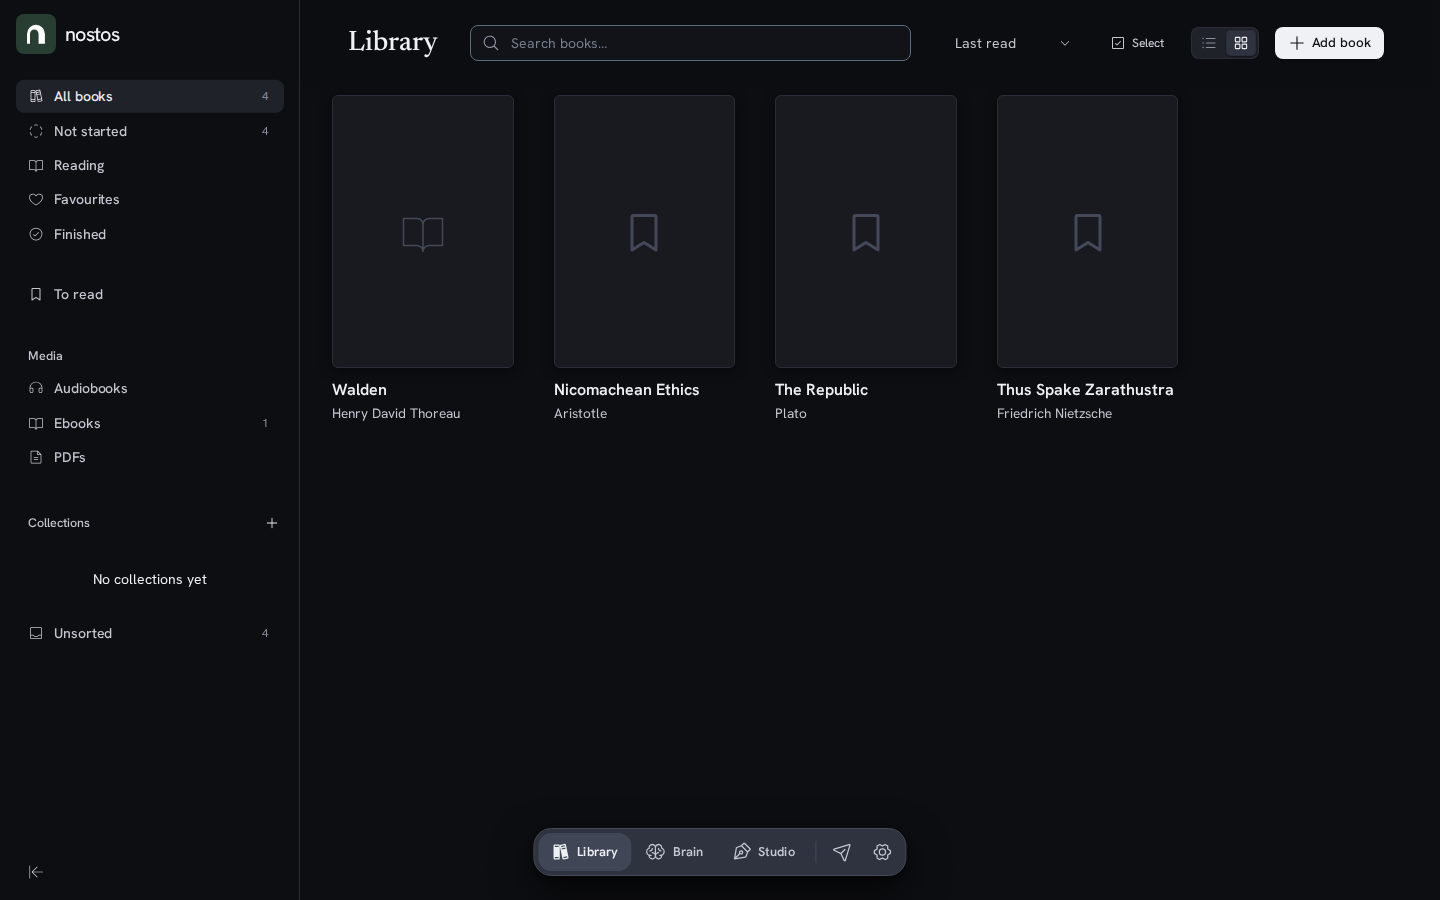 nostos
All books 4
Not started 4
Reading
Favourites
Finished
To read
Media
Audiobooks
Ebooks 1
PDFs
Collections
No collections yet
Unsorted 4
Library
Search books...
Last read
Select
Add book
Walden
Henry David Thoreau
Nicomachean Ethics
Aristotle
The Republic
Plato
Thus Spake Zarathustra
Friedrich Nietzsche
Library
Brain
Studio